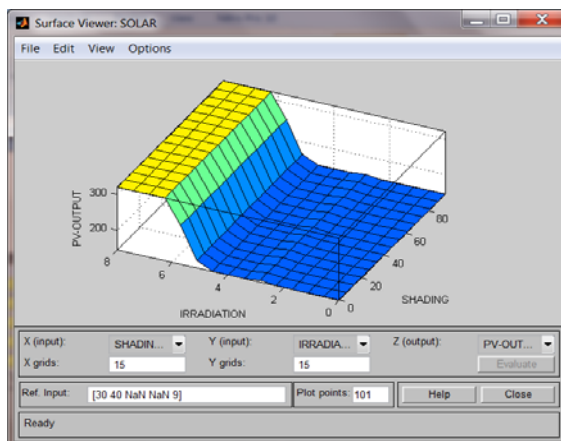 Surface Viewer: SOLAR
File Edit View Options
300
200
PV-OUTPUT
8
6
4
2
0
IRRADIATION
0
20
40
60
80
SHADING
X (input): SHADIN... Y (input): IRRADIA... Z (output): PV-OUT...
X grids: 15 Y grids: 15 Evaluate
Ref. Input: [30 40 NaN NaN 9] Plot points: 101 Help Close
Ready